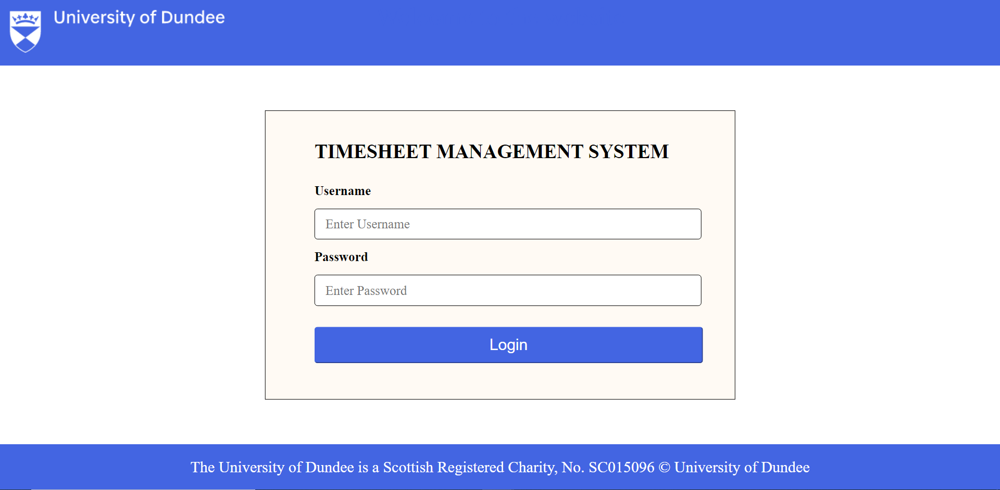 University of Dundee
TIMESHEET MANAGEMENT SYSTEM
Username
Enter Username
Password
Enter Password
Login
The University of Dundee is a Scottish Registered Charity, No. SC015096 © University of Dundee